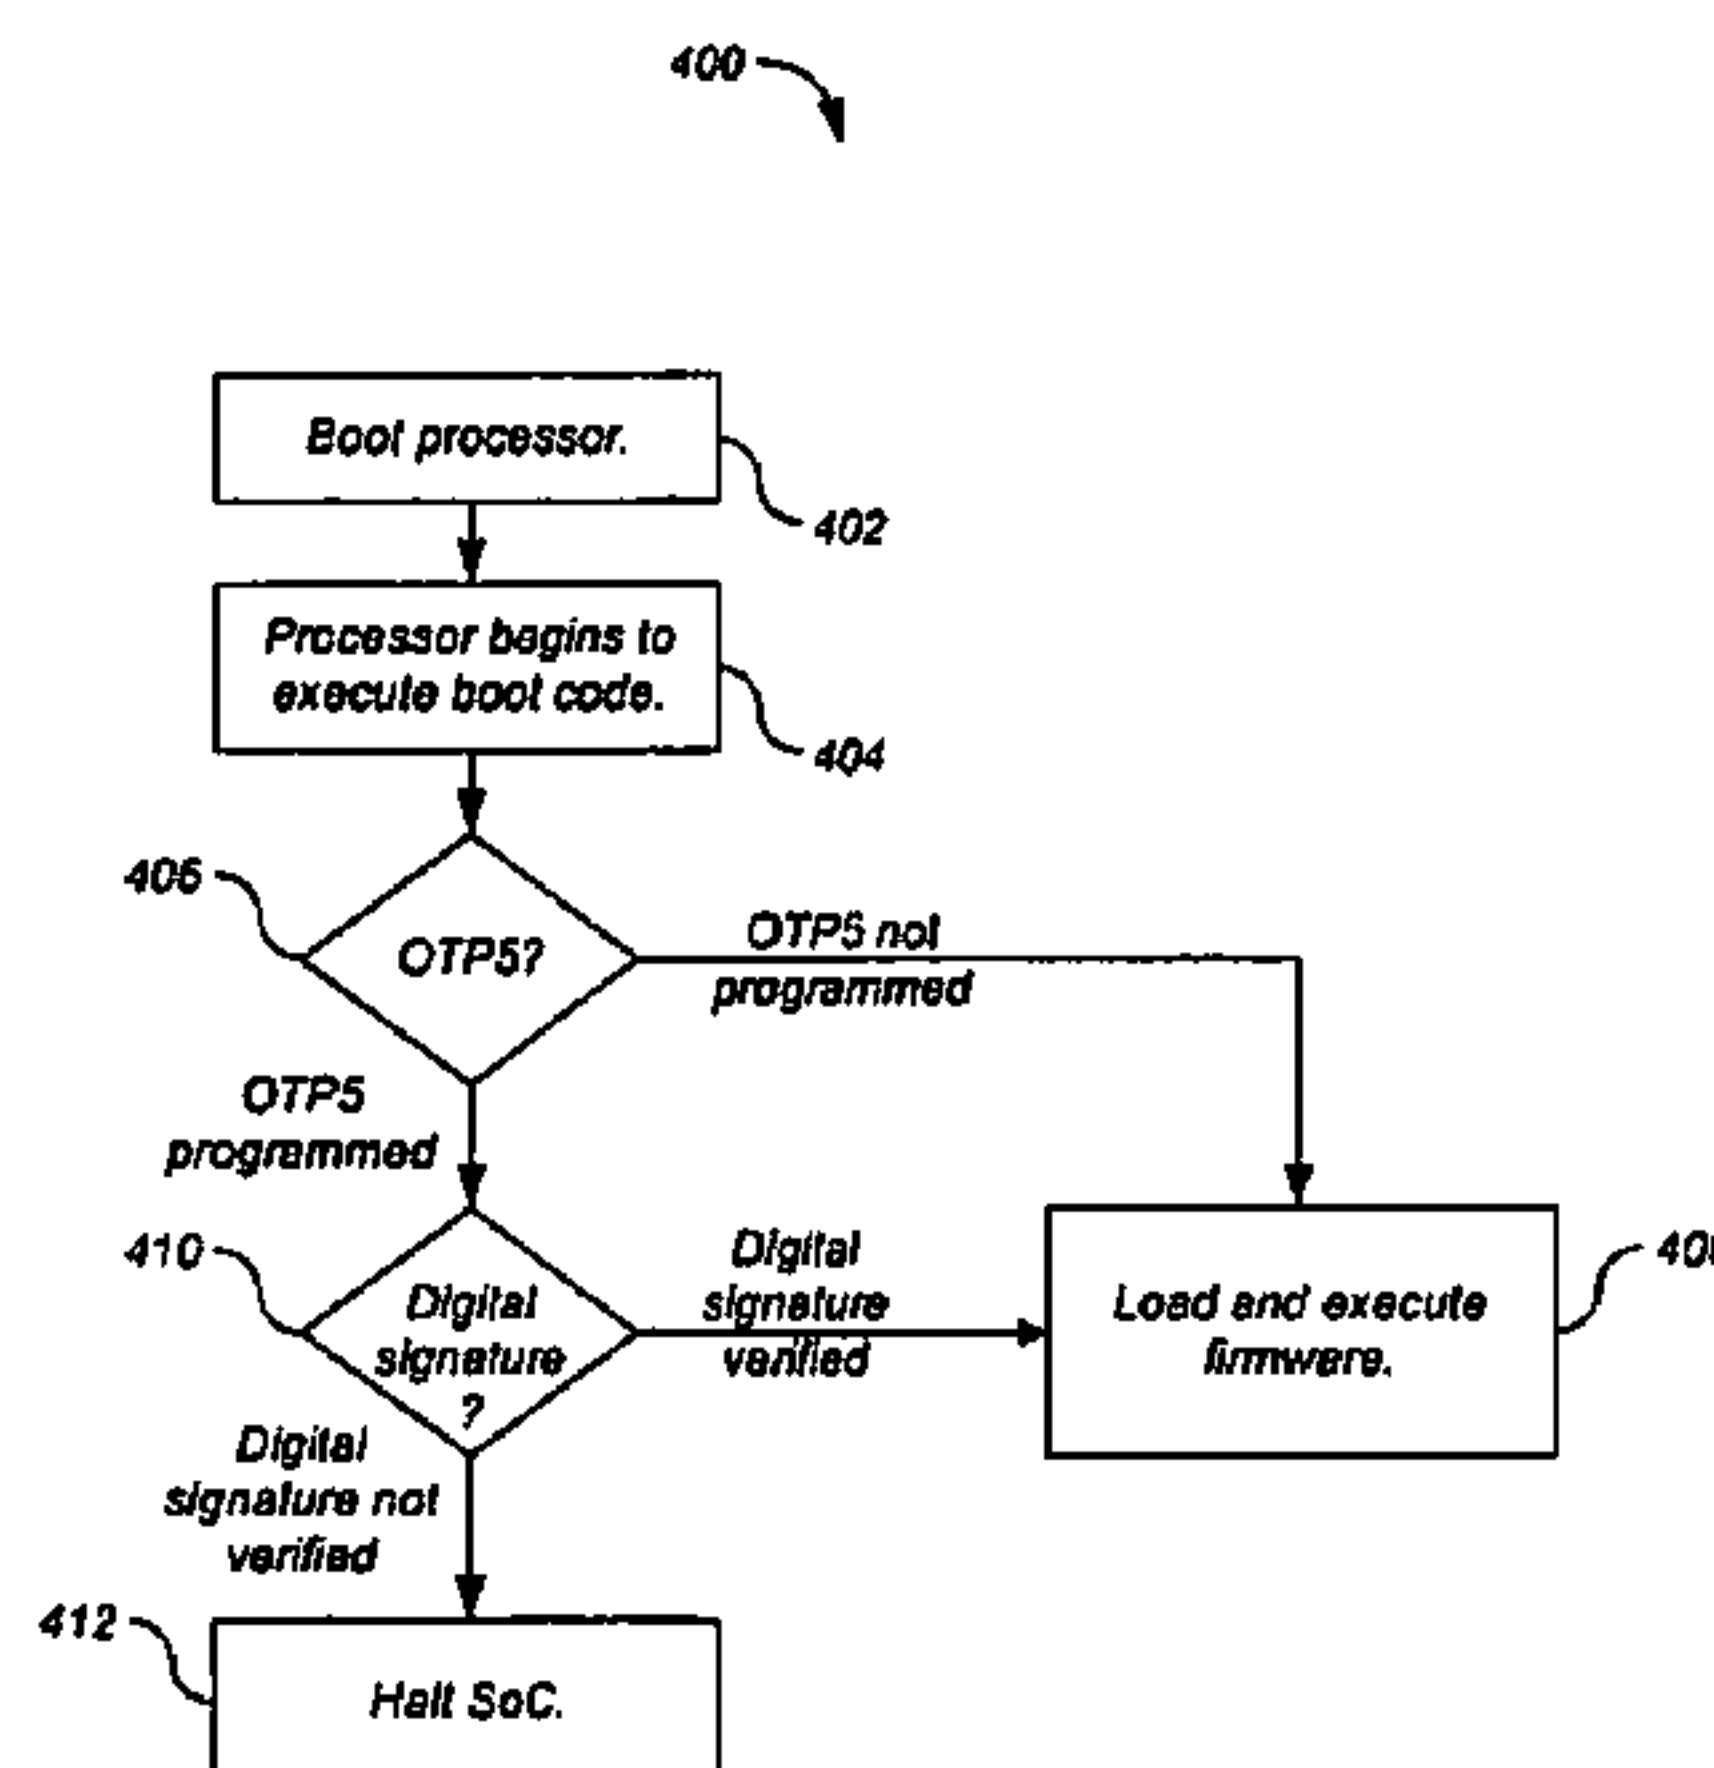 400
Boot processor.
402
Processor begins to
execute boot code.
404
406
OTP5?
OTP5 not
programmed
OTP5
programmed
410
Digital
signature
?
Digital
signature
verified
Load and execute
firmware.
Digital
signature not
verified
412
Halt SoC.